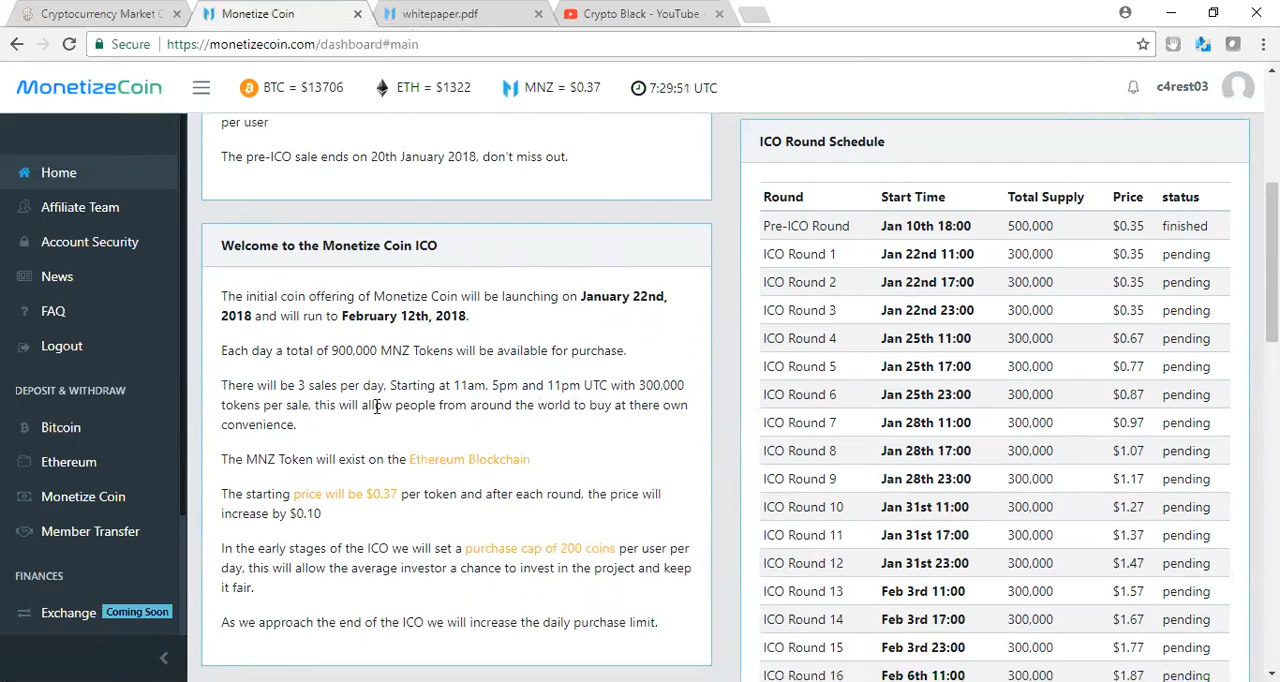 Cryptocurrency Market C
Monetize Coin
whitepaper.pdf
Crypto Black - YouTube
Secure
https://monetizecoin.com/dashboard#main
MonetizeCoin
BTC = $13706
ETH = $1322
MNZ = $0.37
7:29:51 UTC
c4rest03
Home
Affiliate Team
Account Security
News
FAQ
Logout
DEPOSIT & WITHDRAW
Bitcoin
Ethereum
Monetize Coin
Member Transfer
FINANCES
Exchange Coming Soon
per user
The pre-ICO sale ends on 20th January 2018, don't miss out.
Welcome to the Monetize Coin ICO
The initial coin offering of Monetize Coin will be launching on January 22nd,
2018 and will run to February 12th, 2018.
Each day a total of 900,000 MNZ Tokens will be available for purchase.
There will be 3 sales per day, Starting at 11am, 5pm and 11pm UTC with 300,000
tokens per sale, this will allow people from around the world to buy at there own
convenience.
The MNZ Token will exist on the Ethereum Blockchain
The starting price will be $0.37 per token and after each round, the price will
increase by $0.10
In the early stages of the ICO we will set a purchase cap of 200 coins per user per
day, this will allow the average investor a chance to invest in the project and keep
it fair.
As we approach the end of the ICO we will increase the daily purchase limit.
ICO Round Schedule
Round Start Time Total Supply Price status
Pre-ICO Round Jan 10th 18:00 500,000 $0.35 finished
ICO Round 1 Jan 22nd 11:00 300,000 $0.35 pending
ICO Round 2 Jan 22nd 17:00 300,000 $0.35 pending
ICO Round 3 Jan 22nd 23:00 300,000 $0.35 pending
ICO Round 4 Jan 25th 11:00 300,000 $0.67 pending
ICO Round 5 Jan 25th 17:00 300,000 $0.77 pending
ICO Round 6 Jan 25th 23:00 300,000 $0.87 pending
ICO Round 7 Jan 28th 11:00 300,000 $0.97 pending
ICO Round 8 Jan 28th 17:00 300,000 $1.07 pending
ICO Round 9 Jan 28th 23:00 300,000 $1.17 pending
ICO Round 10 Jan 31st 11:00 300,000 $1.27 pending
ICO Round 11 Jan 31st 17:00 300,000 $1.37 pending
ICO Round 12 Jan 31st 23:00 300,000 $1.47 pending
ICO Round 13 Feb 3rd 11:00 300,000 $1.57 pending
ICO Round 14 Feb 3rd 17:00 300,000 $1.67 pending
ICO Round 15 Feb 3rd 23:00 300,000 $1.77 pending
ICO Round 16 Feb 6th 11:00 300,000 $1.87 pending